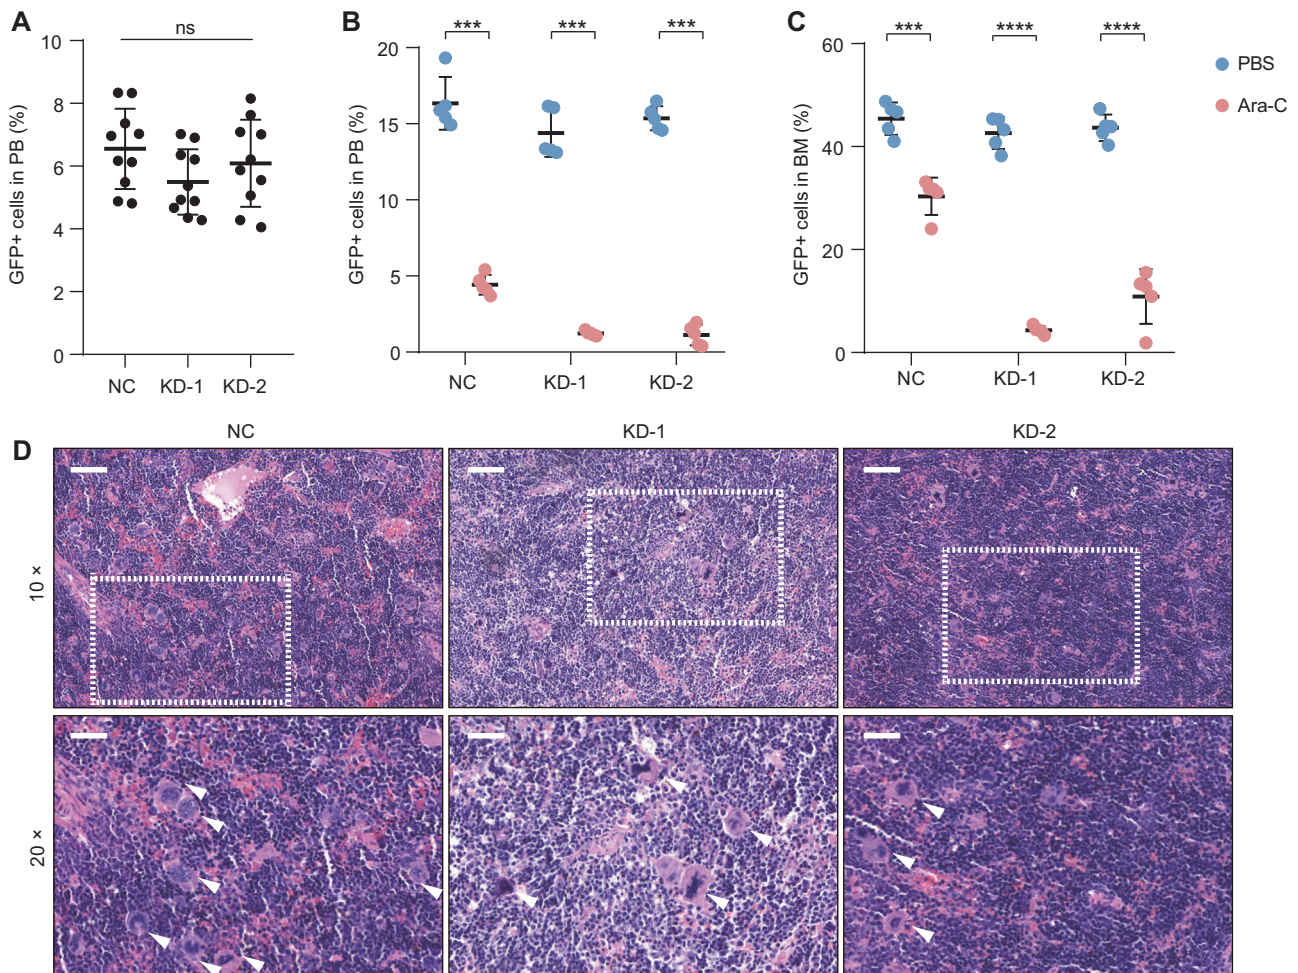 A
ns
GFP+ cells in PB (%)
10
8
6
4
2
0
NC KD-1 KD-2
B
*** *** ***
GFP+ cells in PB (%)
20
15
10
5
0
NC KD-1 KD-2
C
*** **** ****
GFP+ cells in BM (%)
60
40
20
0
NC KD-1 KD-2
PBS
Ara-C
D
NC KD-1 KD-2
10 ×
20 ×